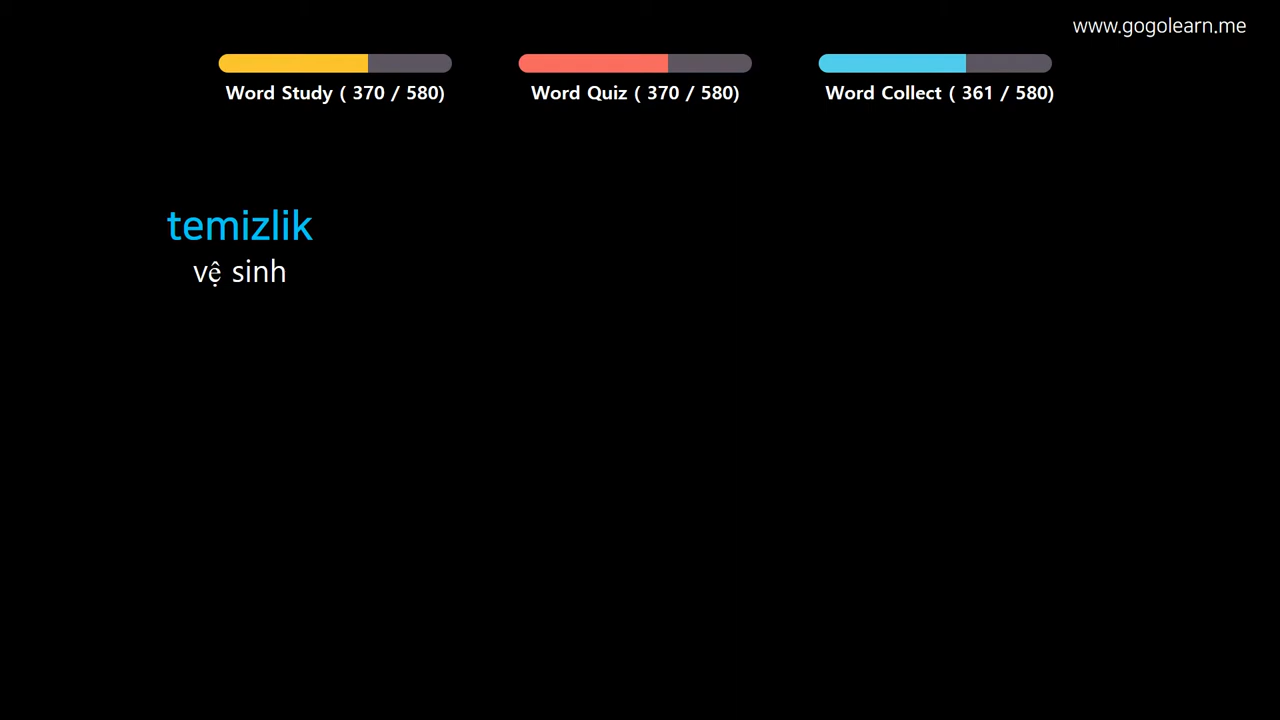 www.gogolearn.me
Word Study ( 370 / 580)
Word Quiz ( 370 / 580)
Word Collect ( 361 / 580)
temizlik
vệ sinh